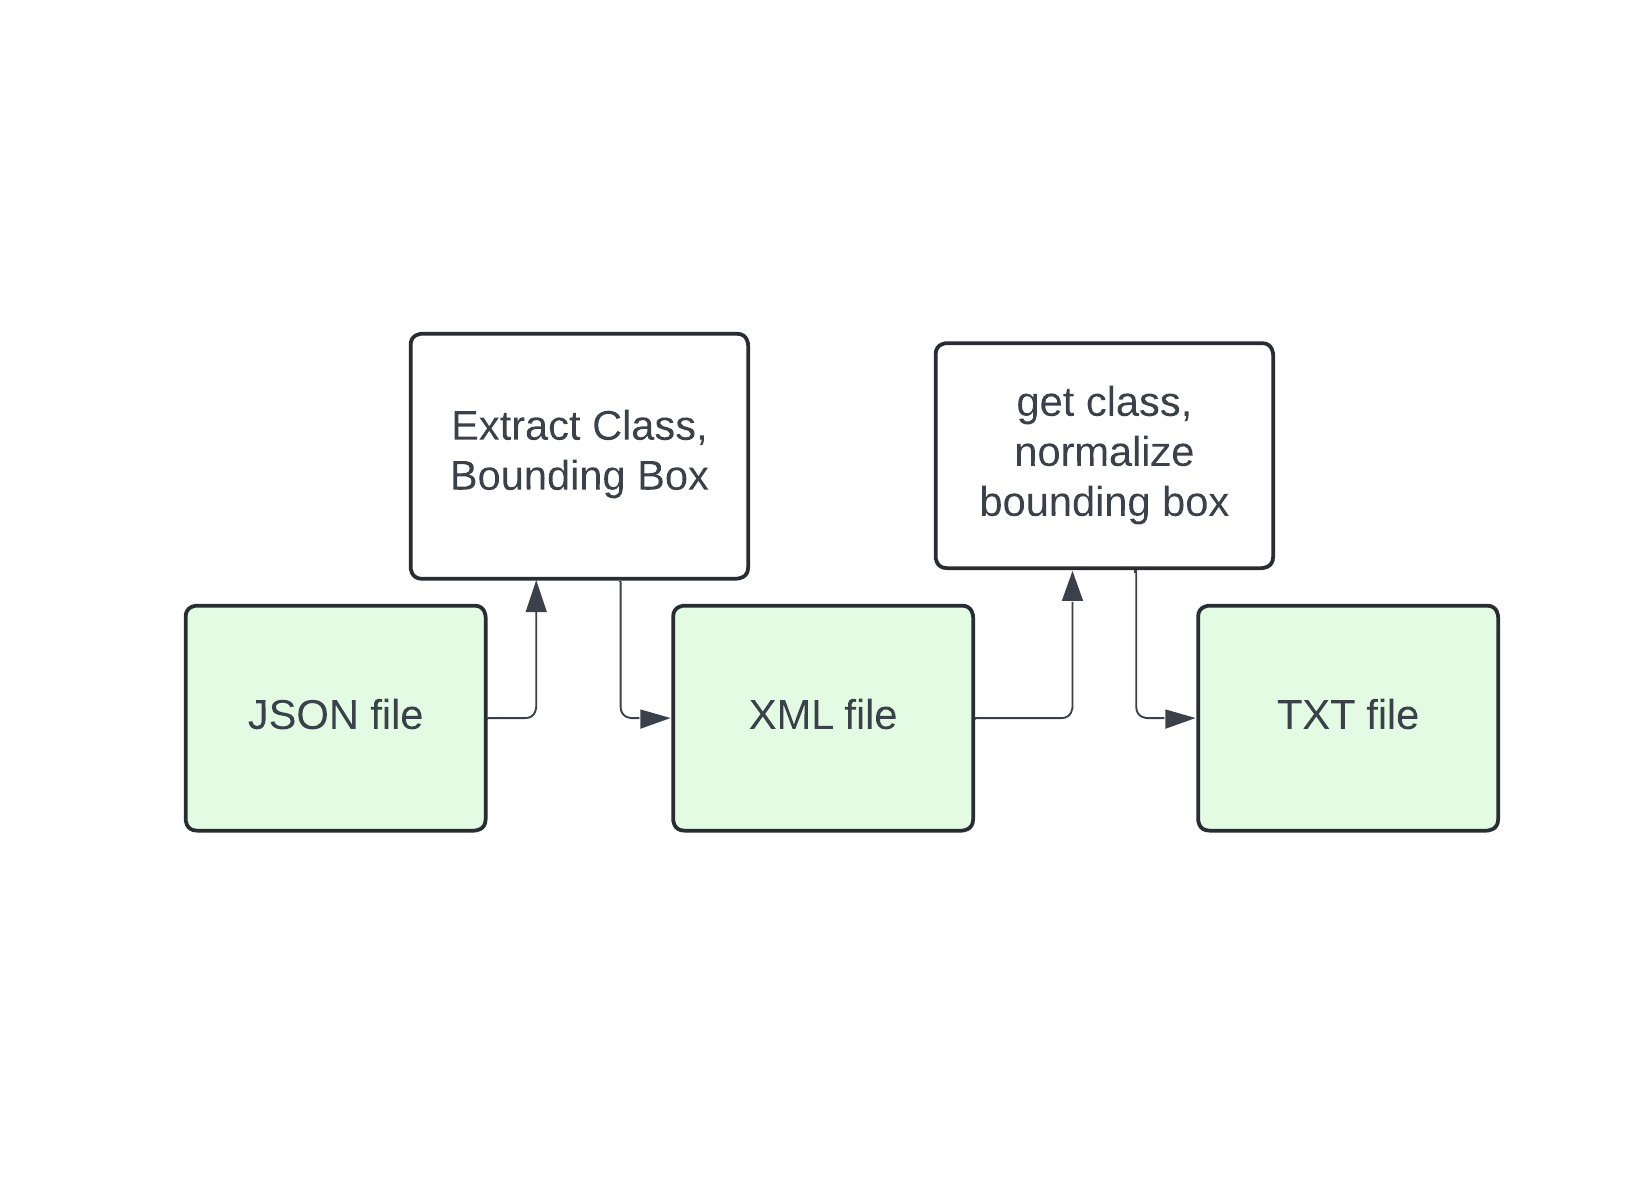 Extract Class,
Bounding Box
get class,
normalize
bounding box
JSON file
XML file
TXT file